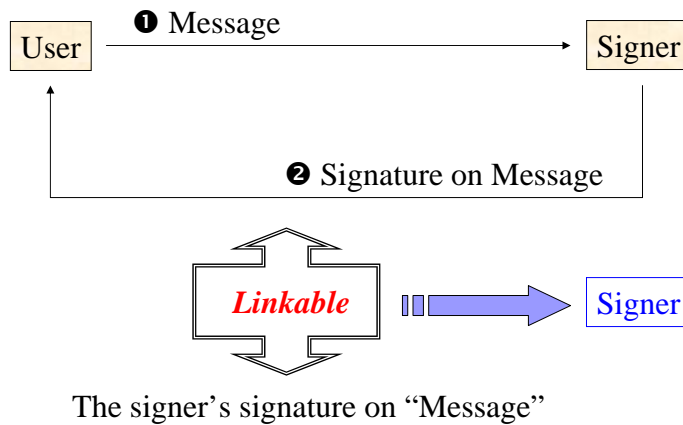 ❶ Message
User
Signer
❷ Signature on Message
Linkable
Signer
The signer’s signature on “Message”